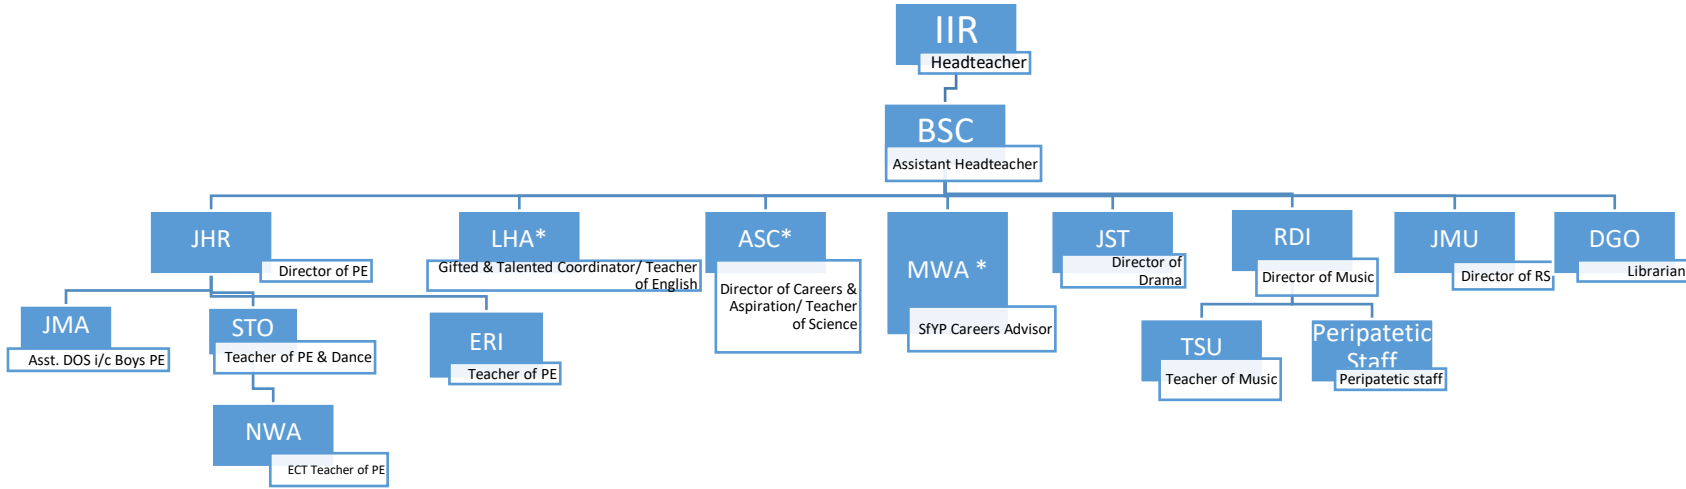 IIR
Headteacher
BSC
Assistant Headteacher
JHR
Director of PE
LHA*
Gifted & Talented Coordinator/ Teacher
of English
ASC*
Director of Careers &
Aspiration/ Teacher
of Science
MWA *
SfYP Careers Advisor
JST
Director of
Drama
RDI
Director of Music
JMU
Director of RS
DGO
Librarian
JMA
Asst. DOS i/c Boys PE
STO
Teacher of PE & Dance
ERI
Teacher of PE
TSU
Teacher of Music
Peripatetic
Staff
Peripatetic staff
NWA
ECT Teacher of PE